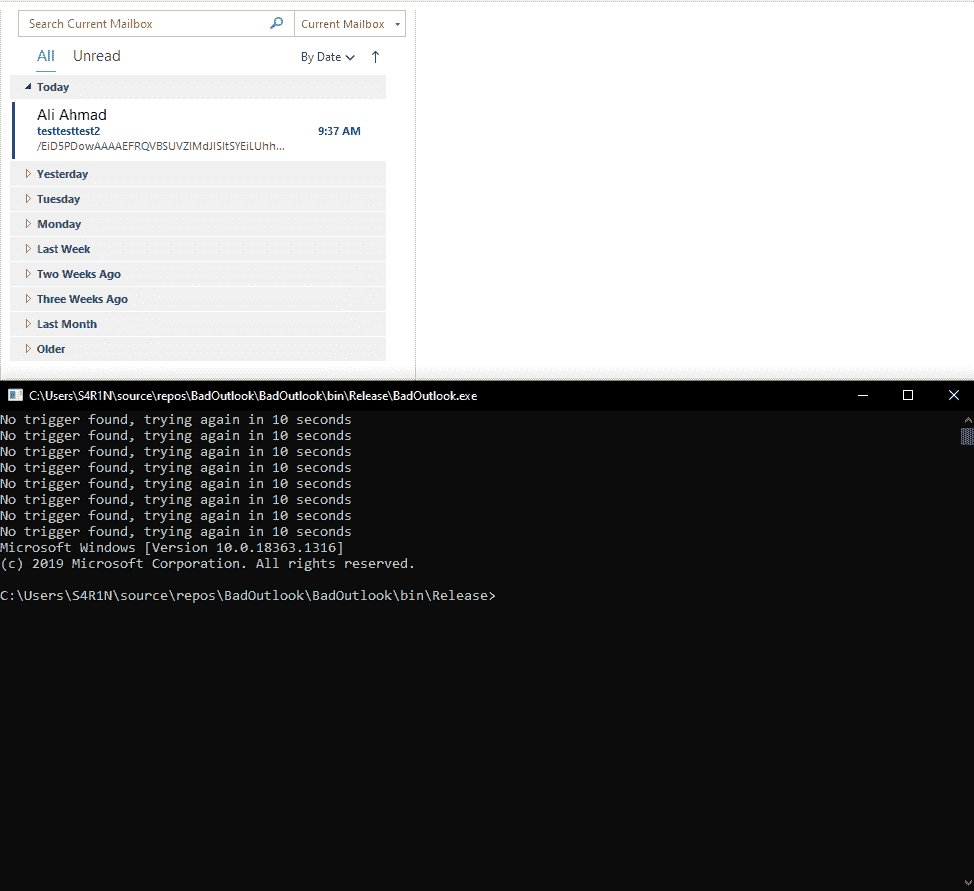 Search Current Mailbox Current Mailbox
All Unread By Date
Today
Ali Ahmad
testtesttest2 9:37 AM
/EiD5PDowAAAAEFRQVBSUVZIMdJlSItSYEiLUhh...
Yesterday
Tuesday
Monday
Last Week
Two Weeks Ago
Three Weeks Ago
Last Month
Older
C:\Users\S4R1N\source\repos\BadOutlook\BadOutlook\bin\Release\BadOutlook.exe
No trigger found, trying again in 10 seconds
No trigger found, trying again in 10 seconds
No trigger found, trying again in 10 seconds
No trigger found, trying again in 10 seconds
No trigger found, trying again in 10 seconds
No trigger found, trying again in 10 seconds
No trigger found, trying again in 10 seconds
No trigger found, trying again in 10 seconds
Microsoft Windows [Version 10.0.18363.1316]
(c) 2019 Microsoft Corporation. All rights reserved.
C:\Users\S4R1N\source\repos\BadOutlook\BadOutlook\bin\Release>